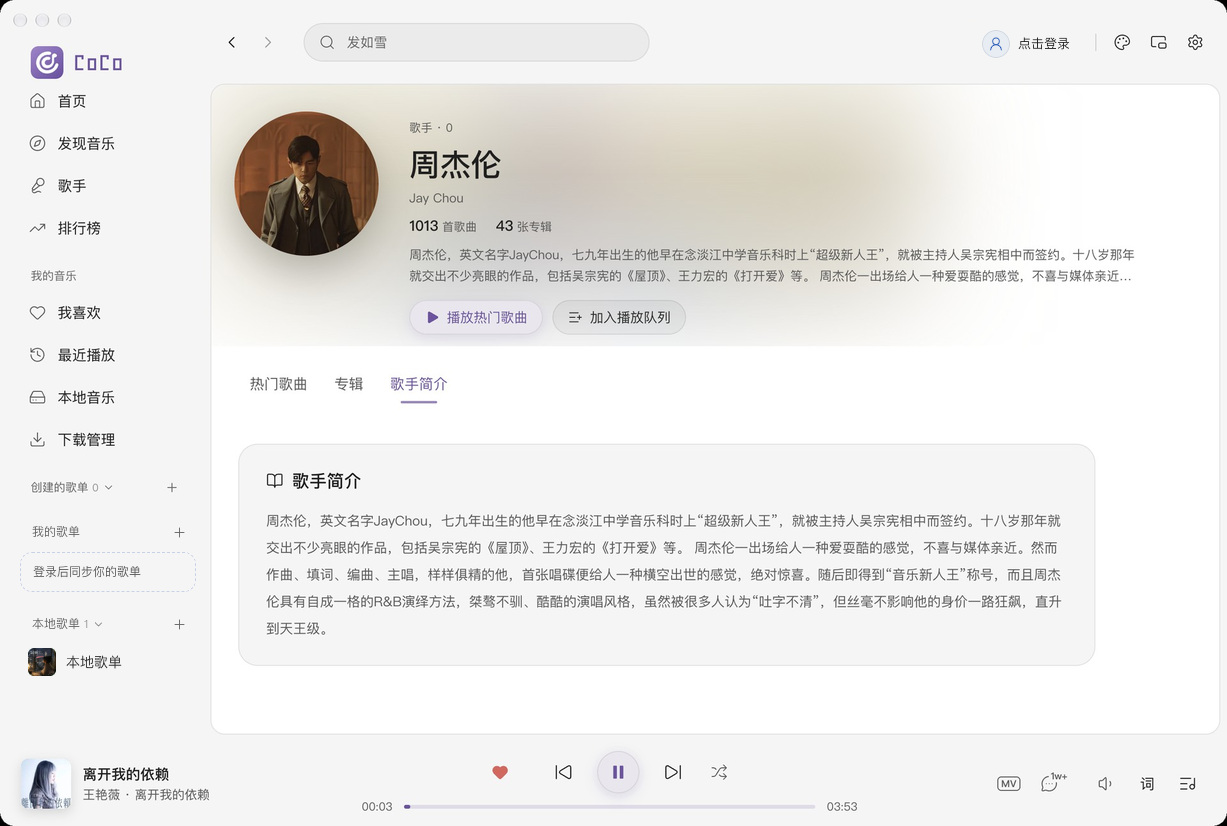 发如雪
点击登录
CoCo
首页
发现音乐
歌手
排行榜
我的音乐
我喜欢
最近播放
本地音乐
下载管理
创建的歌单 0
我的歌单
登录后同步你的歌单
本地歌单 1
本地歌单
歌手 · 0
周杰伦
Jay Chou
1013 首歌曲 43 张专辑
周杰伦，英文名字JayChou，七九年出生的他早在念淡江中学音乐科时上“超级新人王”，就被主持人吴宗宪相中而签约。十八岁那年
就交出不少亮眼的作品，包括吴宗宪的《屋顶》、王力宏的《打开爱》等。 周杰伦一出场给人一种爱耍酷的感觉，不喜与媒体亲近…
播放热门歌曲
加入播放队列
热门歌曲 专辑 歌手简介
歌手简介
周杰伦，英文名字JayChou，七九年出生的他早在念淡江中学音乐科时上“超级新人王”，就被主持人吴宗宪相中而签约。十八岁那年就
交出不少亮眼的作品，包括吴宗宪的《屋顶》、王力宏的《打开爱》等。 周杰伦一出场给人一种爱耍酷的感觉，不喜与媒体亲近。然而
作曲、填词、编曲、主唱，样样俱精的他，首张唱碟便给人一种横空出世的感觉，绝对惊喜。随后即得到“音乐新人王”称号，而且周杰
伦具有自成一格的R&B演绎方法，桀骜不驯、酷酷的演唱风格，虽然被很多人认为“吐字不清”，但丝毫不影响他的身价一路狂飙，直升
到天王级。
离开我的依赖
王艳薇 · 离开我的依赖
00:03
03:53
MV
1w+
词